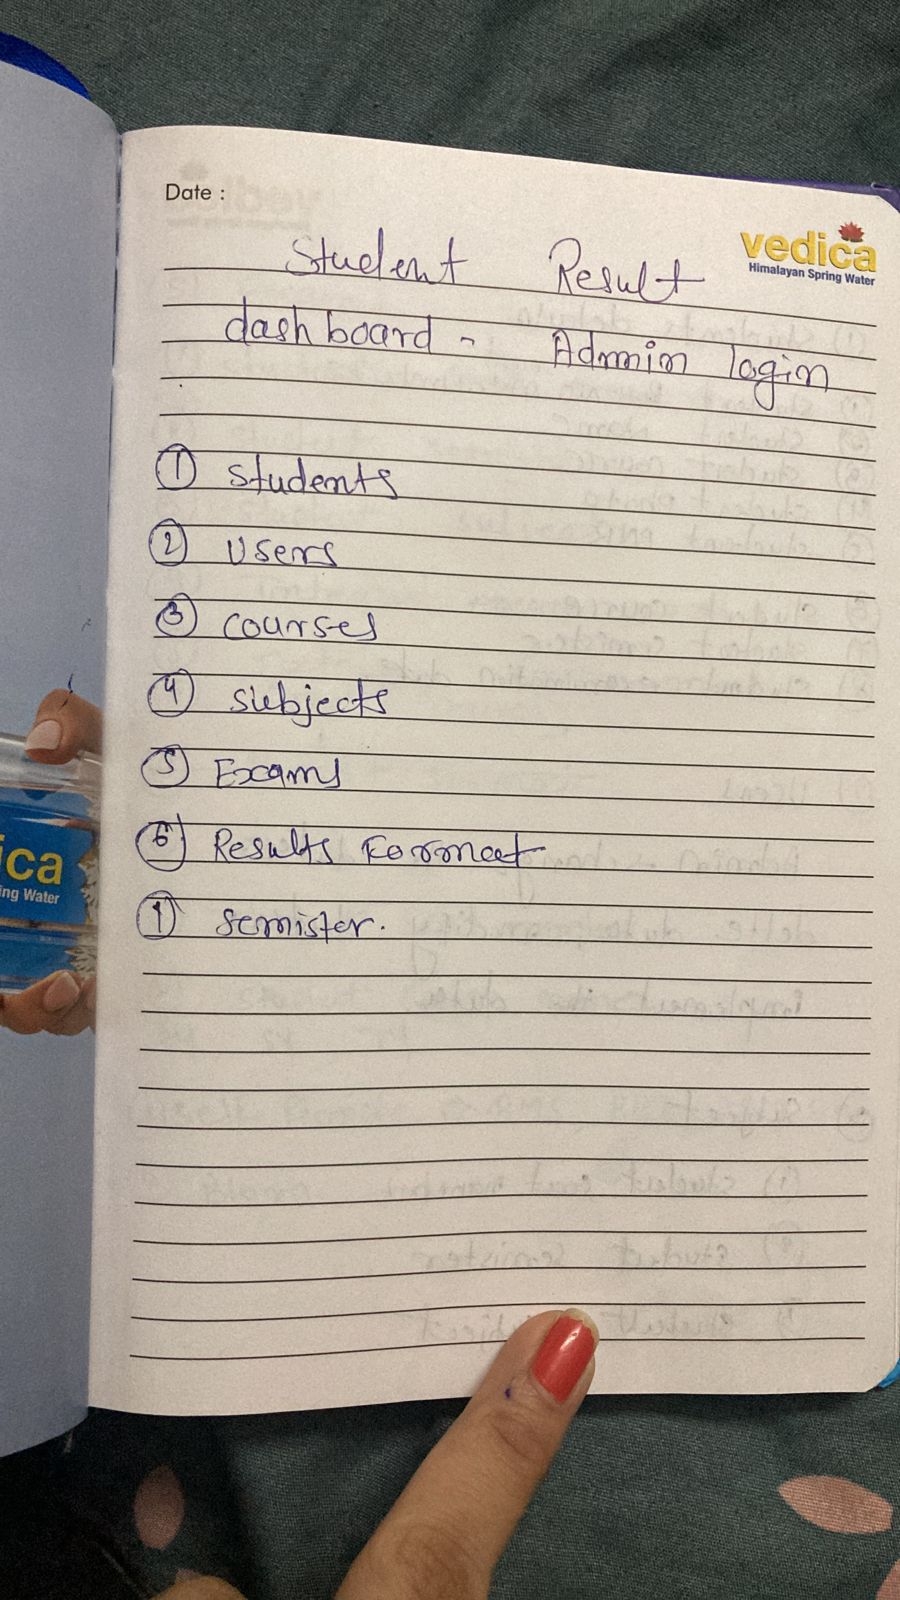 Date :
vedica
Himalayan Spring Water
Student Result
dashboard - Admin login
① Students
② Users
③ courses
④ subjects
⑤ Exams
⑥ Results Format
① semister.
ica
ing Water